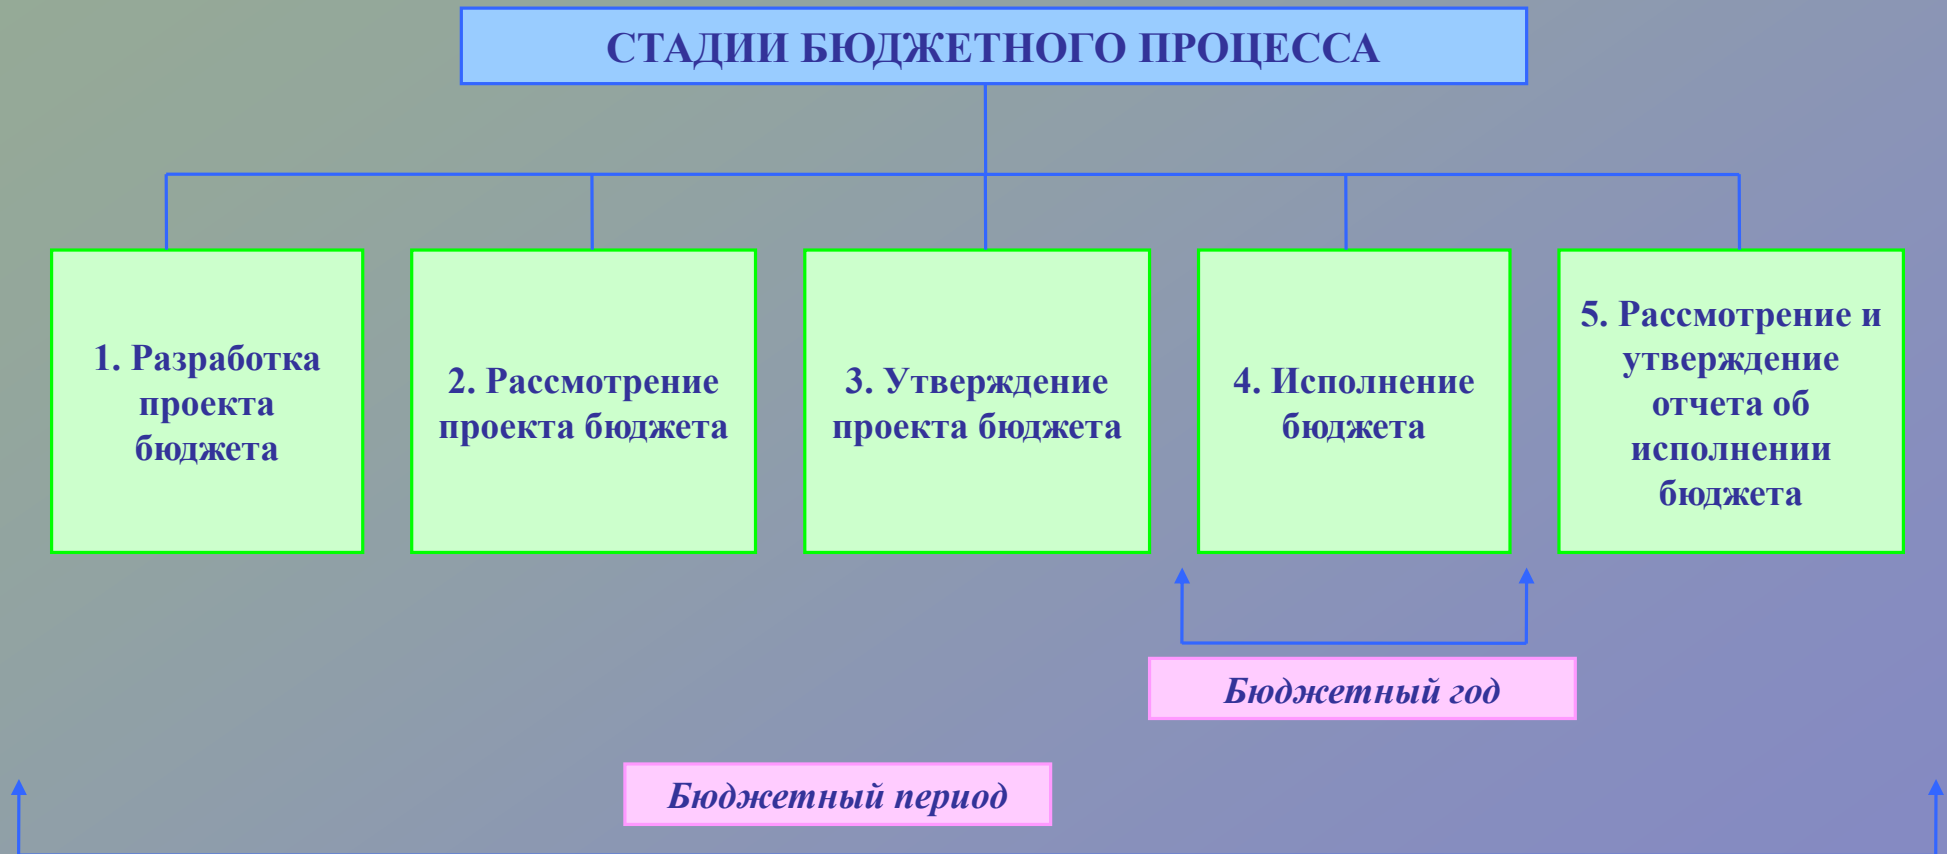 СТАДИИ БЮДЖЕТНОГО ПРОЦЕССА
1. Разработка
проекта
бюджета
2. Рассмотрение
проекта бюджета
3. Утверждение
проекта бюджета
4. Исполнение
бюджета
5. Рассмотрение и
утверждение
отчета об
исполнении
бюджета
Бюджетный год
Бюджетный период